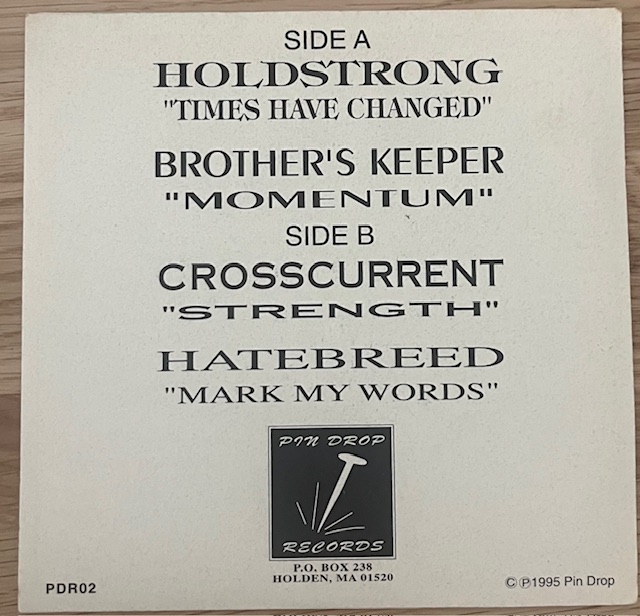 SIDE A
HOLDSTRONG
"TIMES HAVE CHANGED"
BROTHER'S KEEPER
"MOMENTUM"
SIDE B
CROSSCURRENT
"STRENGTH"
HATEBREED
"MARK MY WORDS"
PIN DROP
RECORDS
P.O. BOX 238
HOLDEN, MA 01520
PDR02
©℗1995 Pin Drop